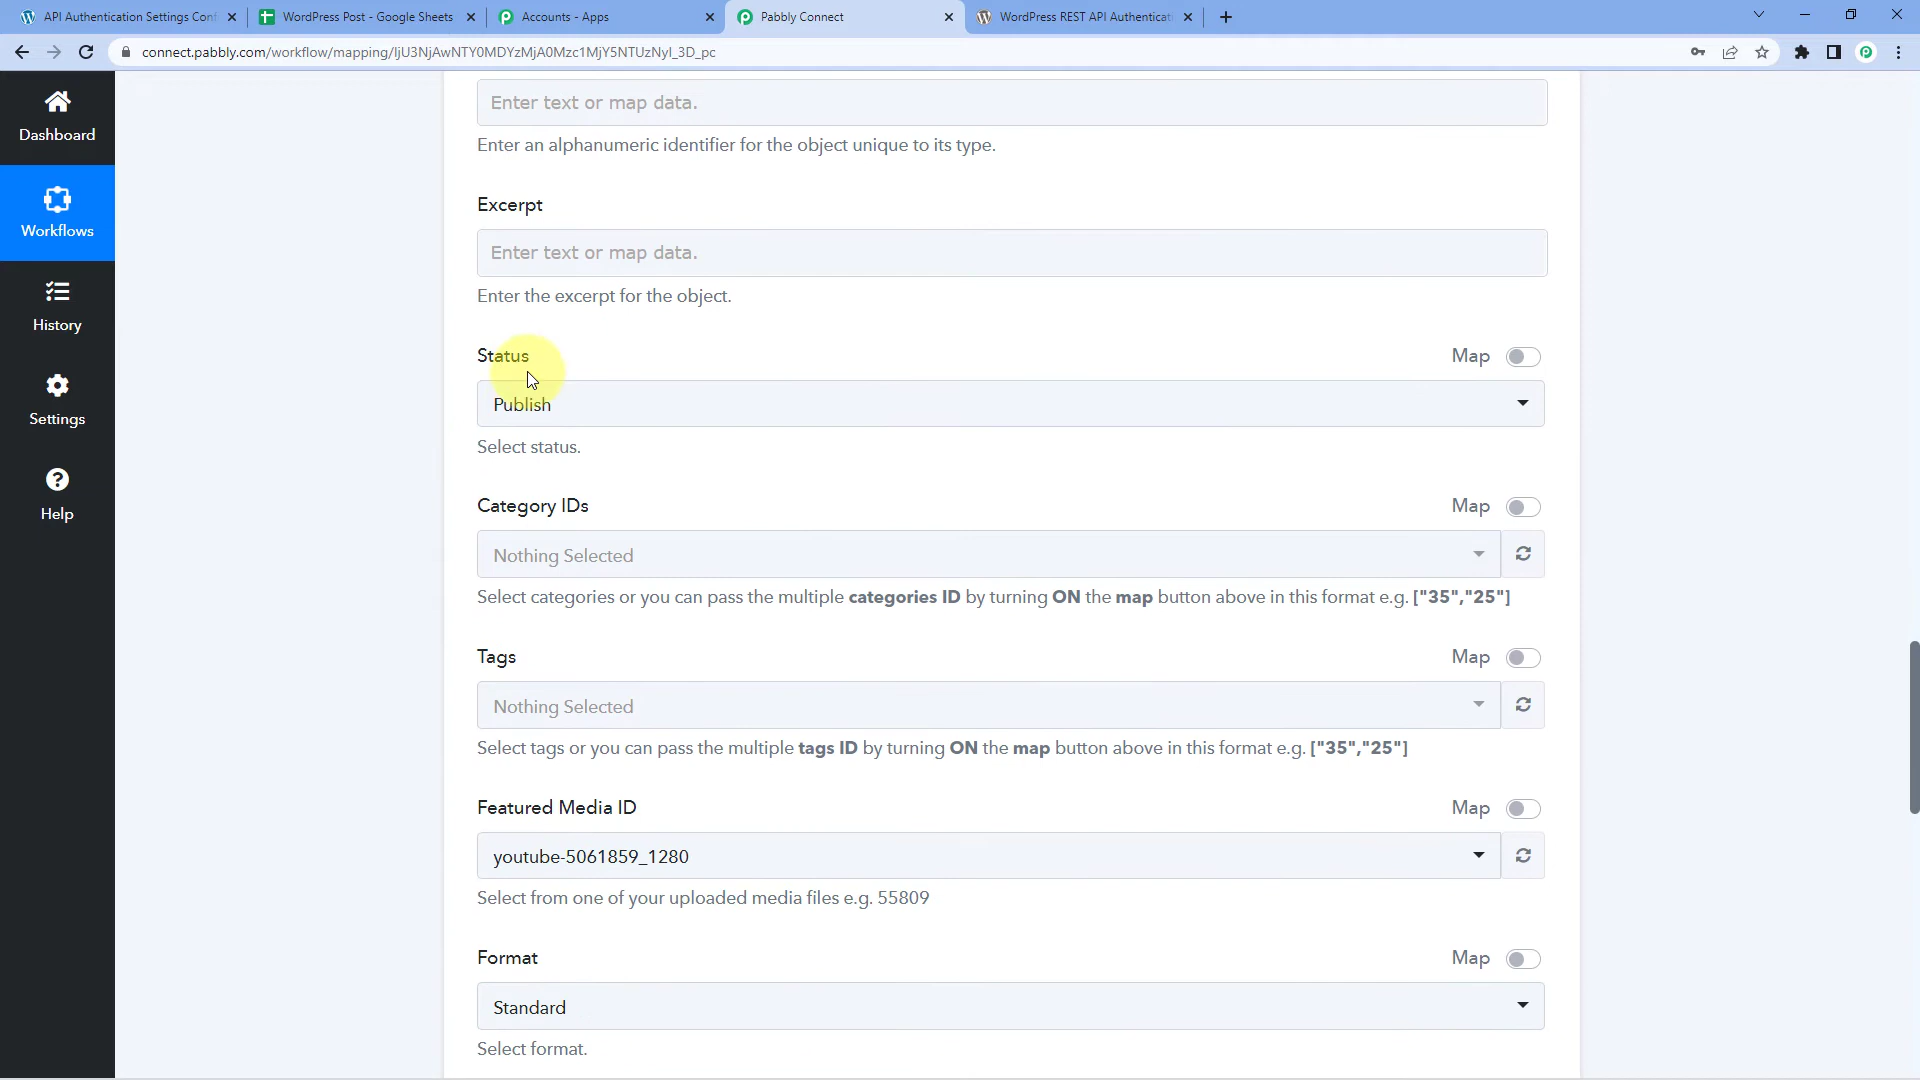 API Authentication Settings Conf
WordPress Post - Google Sheets
Accounts - Apps
Pabbly Connect
WordPress REST API Authenticati
connect.pabbly.com/workflow/mapping/IjU3NjAwNTY0MDYzMjA0Mzc1MjY5NTUzNyI_3D_pc
Dashboard
Workflows
History
Settings
Help
Enter text or map data.
Enter an alphanumeric identifier for the object unique to its type.
Excerpt
Enter text or map data.
Enter the excerpt for the object.
Status
Map
Publish
Select status.
Category IDs
Map
Nothing Selected
Select categories or you can pass the multiple categories ID by turning ON the map button above in this format e.g. ["35","25"]
Tags
Map
Nothing Selected
Select tags or you can pass the multiple tags ID by turning ON the map button above in this format e.g. ["35","25"]
Featured Media ID
Map
youtube-5061859_1280
Select from one of your uploaded media files e.g. 55809
Format
Map
Standard
Select format.